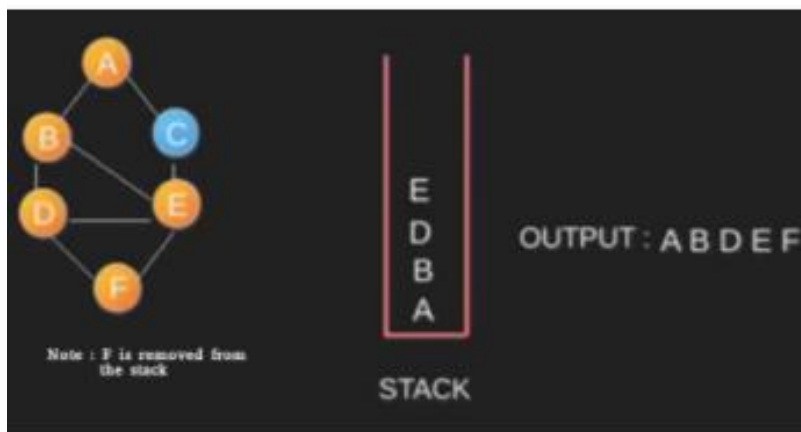 A
B
C
D
E
F
Note : F is removed from
the stack
E
D
B
A
STACK
OUTPUT : A B D E F